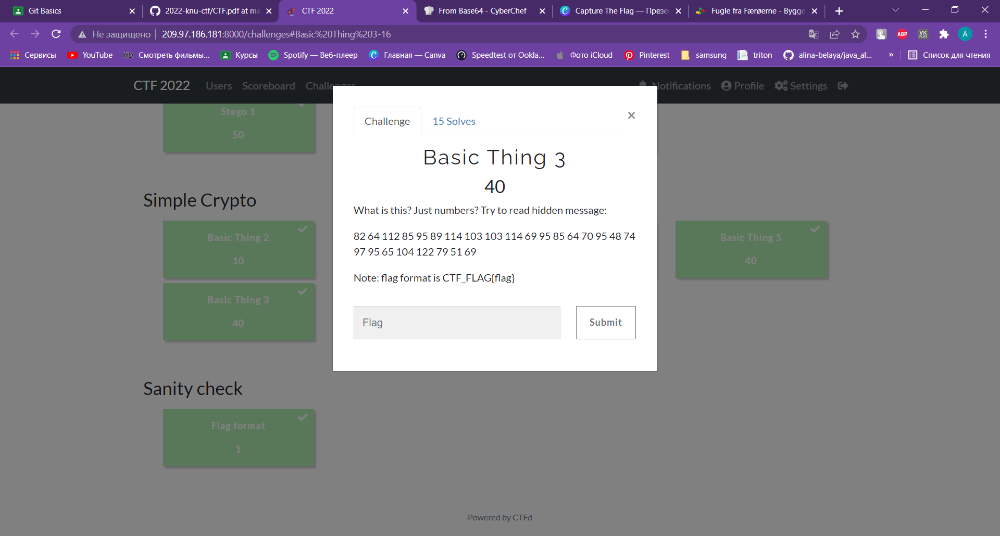 Git Basics
2022-knu-ctf/CTF.pdf at ma
CTF 2022
From Base64 - CyberChef
Capture The Flag — Презе
Fugle fra Færøerne - Bygge
Не защищено
209.97.186.181:8000/challenges#Basic%20Thing%203-16
ABP
VK
FLEX
A
Сервисы
YouTube
HD Смотреть фильмы...
Курсы
Spotify — Веб-плеер
Главная — Canva
Speedtest от Ookla...
Фото iCloud
Pinterest
samsung
triton
alina-belaya/java_al...
»
Список для чтения
CTF 2022
Users
Scoreboard
Challenges
Notifications
Profile
Settings
Stego 1
50
Simple Crypto
Basic Thing 2
10
Basic Thing 5
40
Basic Thing 3
40
Sanity check
Flag format
1
Challenge
15 Solves
×
Basic Thing 3
40
What is this? Just numbers? Try to read hidden message:
82 64 112 85 95 89 114 103 103 114 69 95 85 64 70 95 48 74
97 95 65 104 122 79 51 69
Note: flag format is CTF_FLAG{flag}
Flag
Submit
Powered by CTFd